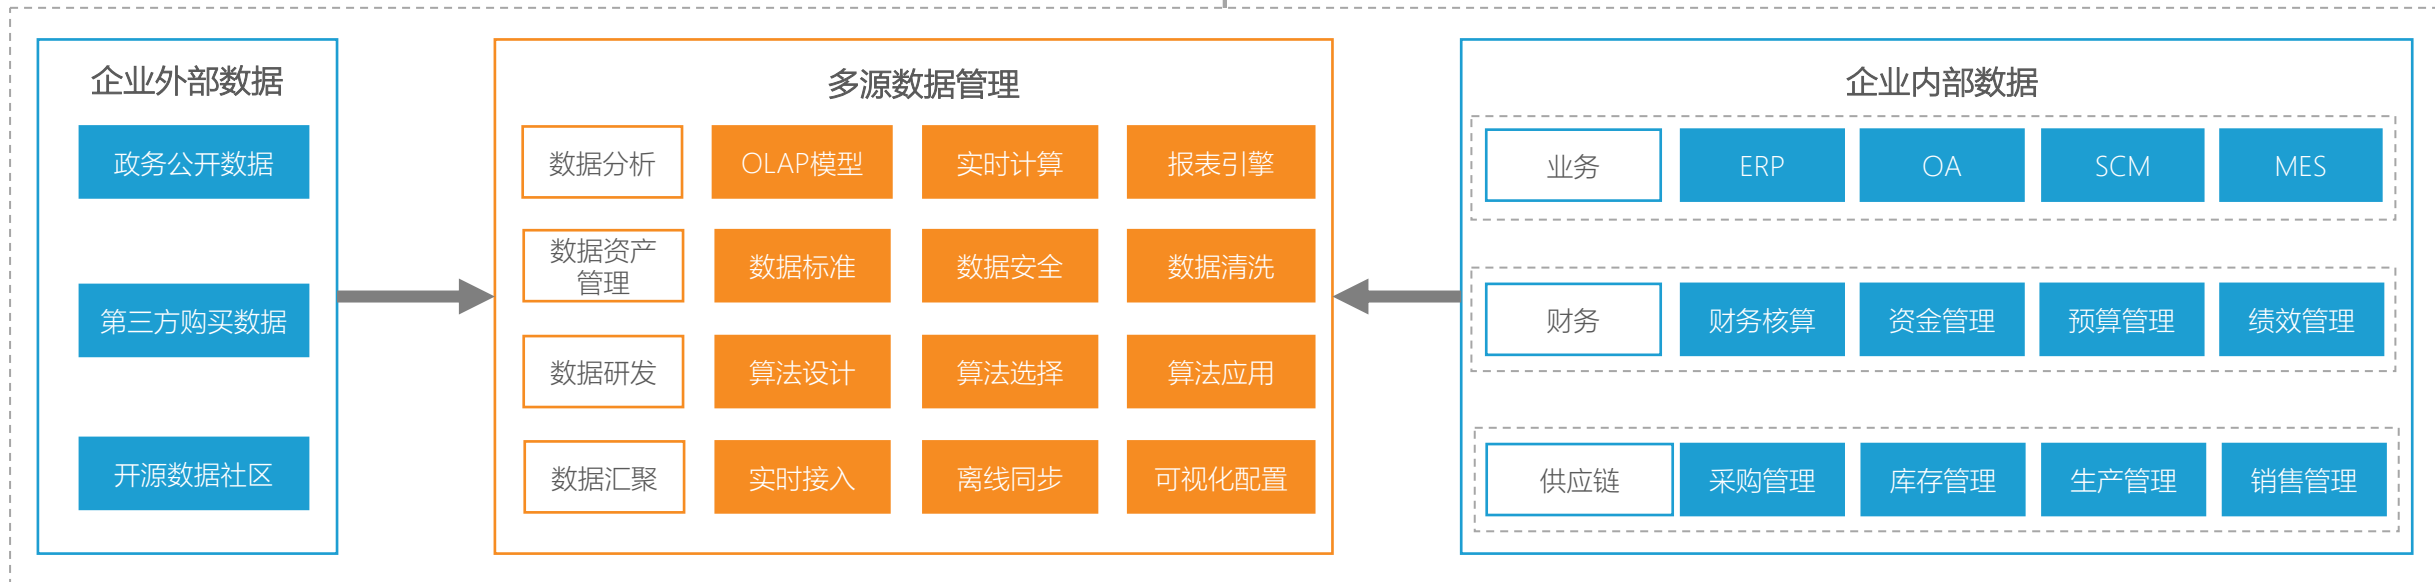 企业外部数据
政务公开数据
第三方购买数据
开源数据社区
多源数据管理
数据分析
OLAP模型
实时计算
报表引擎
数据资产
管理
数据标准
数据安全
数据清洗
数据研发
算法设计
算法选择
算法应用
数据汇聚
实时接入
离线同步
可视化配置
企业内部数据
业务
ERP
OA
SCM
MES
财务
财务核算
资金管理
预算管理
绩效管理
供应链
采购管理
库存管理
生产管理
销售管理